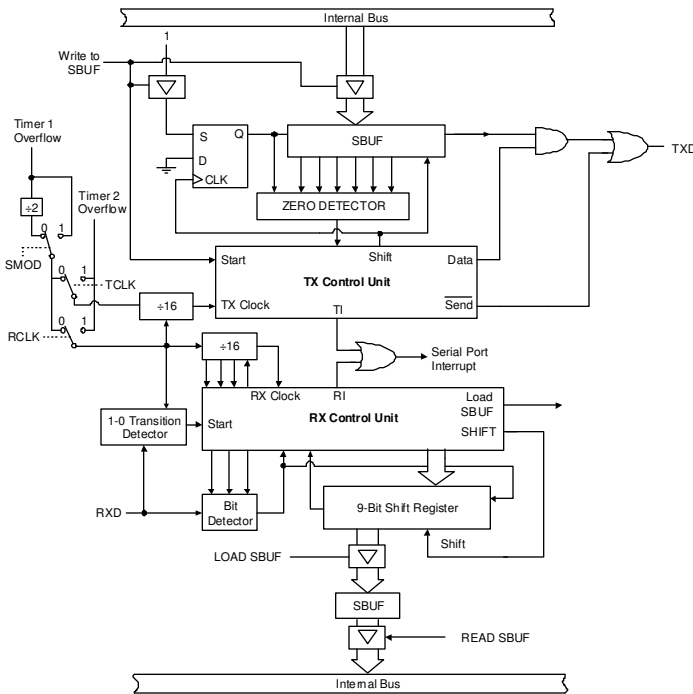 Internal Bus
1
Write to
SBUF
Timer 1
Overflow
S
Q
D
CLK
SBUF
TXD
÷2
Timer 2
Overflow
ZERO DETECTOR
0 1
SMOD
Shift
Start
Data
TX Control Unit
0 1
TCLK
÷16
TX Clock
TI
Send
0 1
RCLK
÷16
Serial Port
Interrupt
RX Clock
RI
Load
SBUF
RX Control Unit
1-0 Transition
Detector
Start
SHIFT
RXD
Bit
Detector
9-Bit Shift Register
Shift
LOAD SBUF
SBUF
READ SBUF
Internal Bus